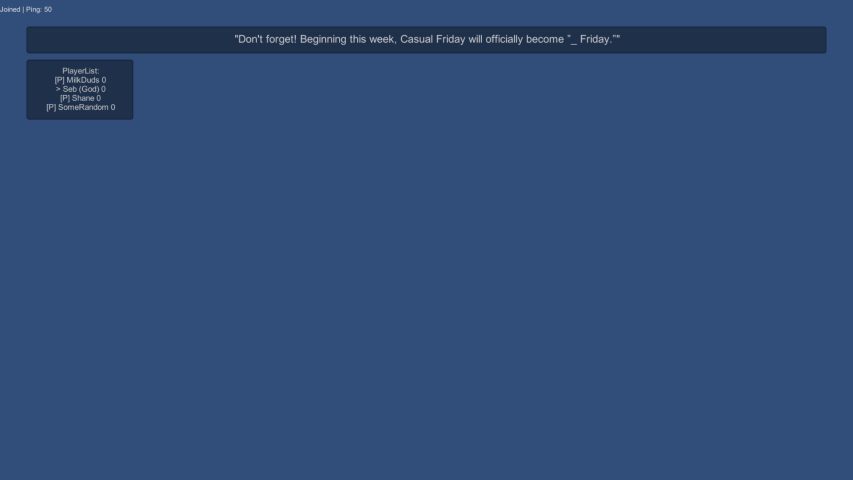 Joined | Ping: 50
"Don't forget! Beginning this week, Casual Friday will officially become "_ Friday.""
PlayerList:
[P] MilkDuds 0
> Seb (God) 0
[P] Shane 0
[P] SomeRandom 0